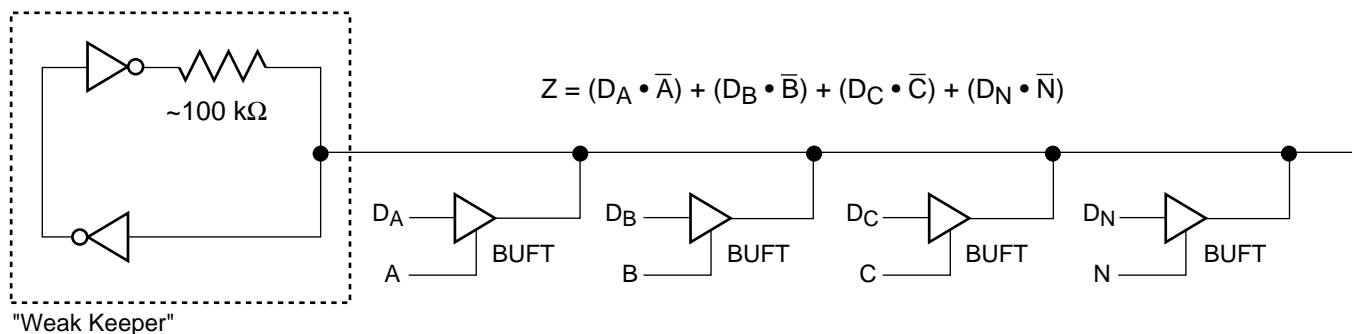 Z = (D_A • A̅) + (D_B • B̅) + (D_C • C̅) + (D_N • N̅)
~100 kΩ
D_A
BUFT
A
D_B
BUFT
B
D_C
BUFT
C
D_N
BUFT
N
"Weak Keeper"